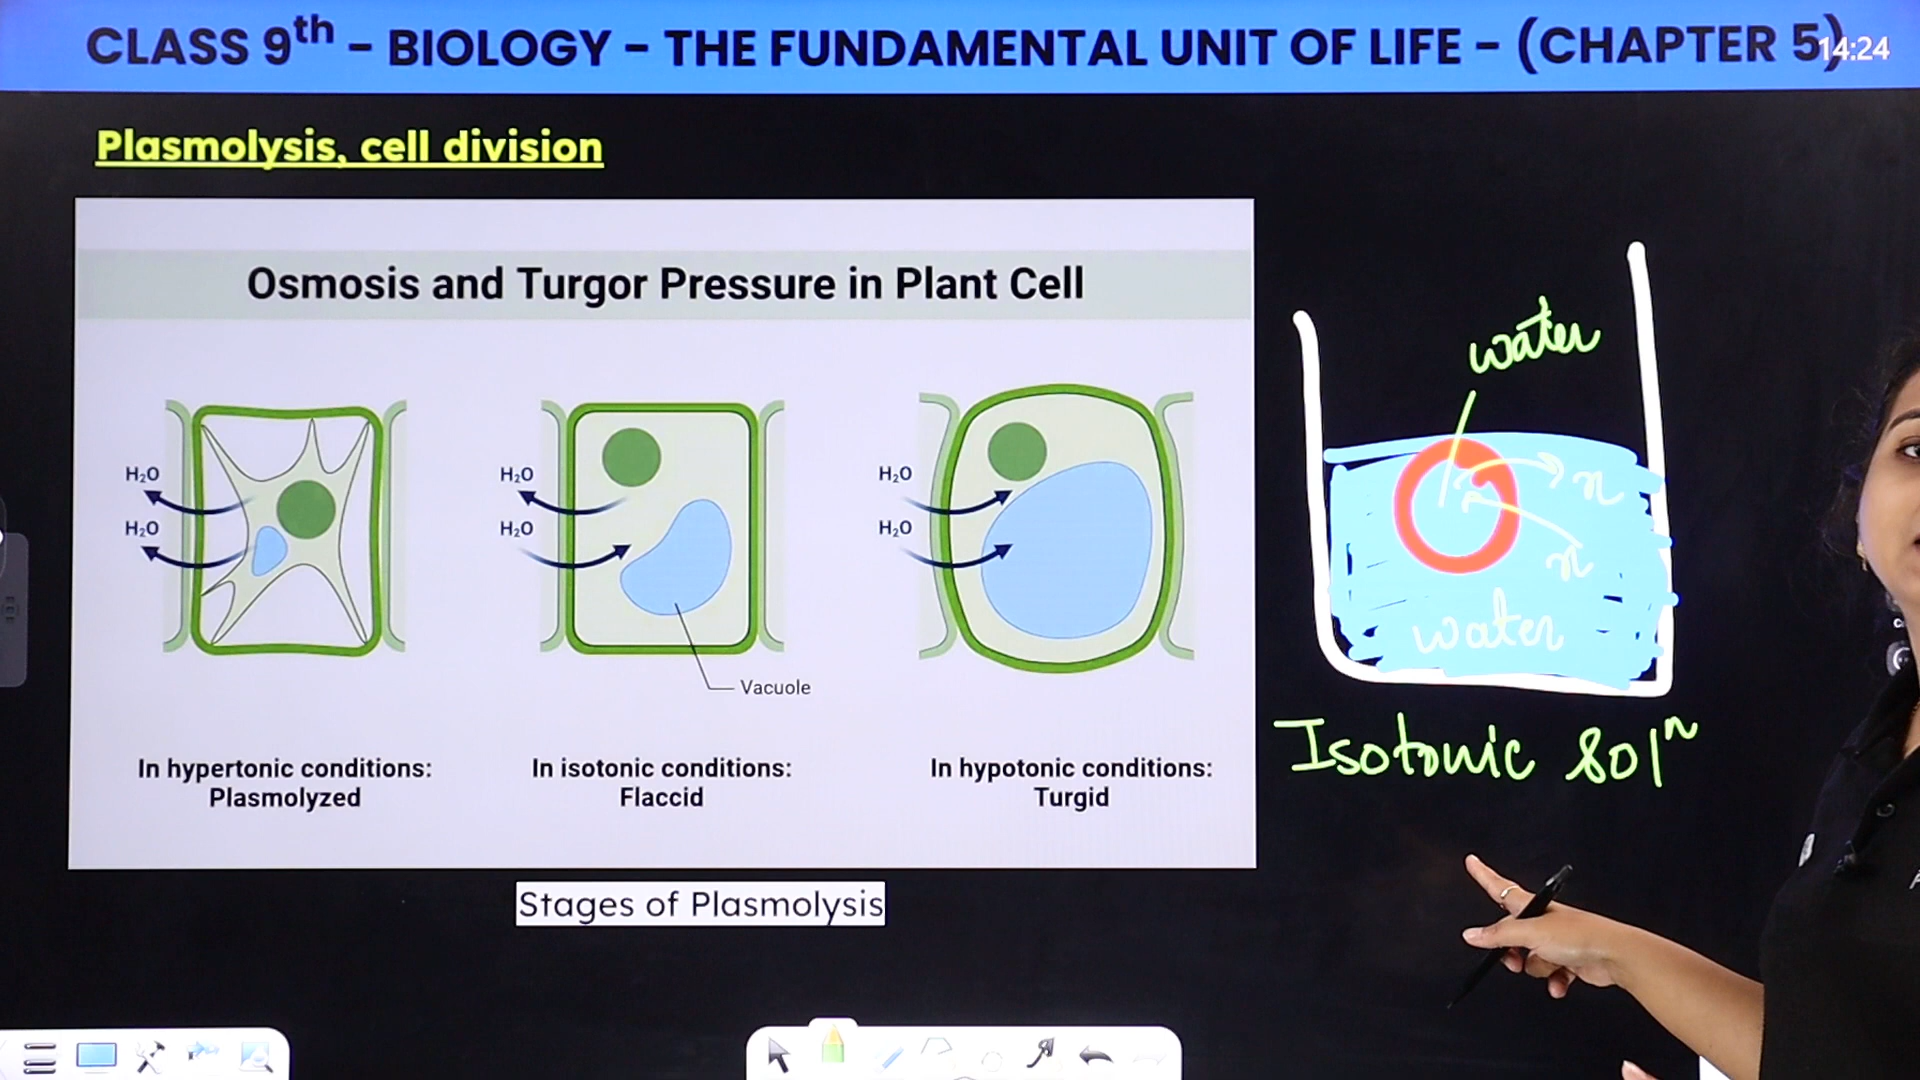 CLASS 9th - BIOLOGY - THE FUNDAMENTAL UNIT OF LIFE - (CHAPTER 5)
14:24
Plasmolysis, cell division
Osmosis and Turgor Pressure in Plant Cell
H₂O
H₂O
H₂O
H₂O
H₂O
H₂O
Vacuole
In hypertonic conditions:
Plasmolyzed
In isotonic conditions:
Flaccid
In hypotonic conditions:
Turgid
Stages of Plasmolysis
water
x
x
water
Isotonic solⁿ